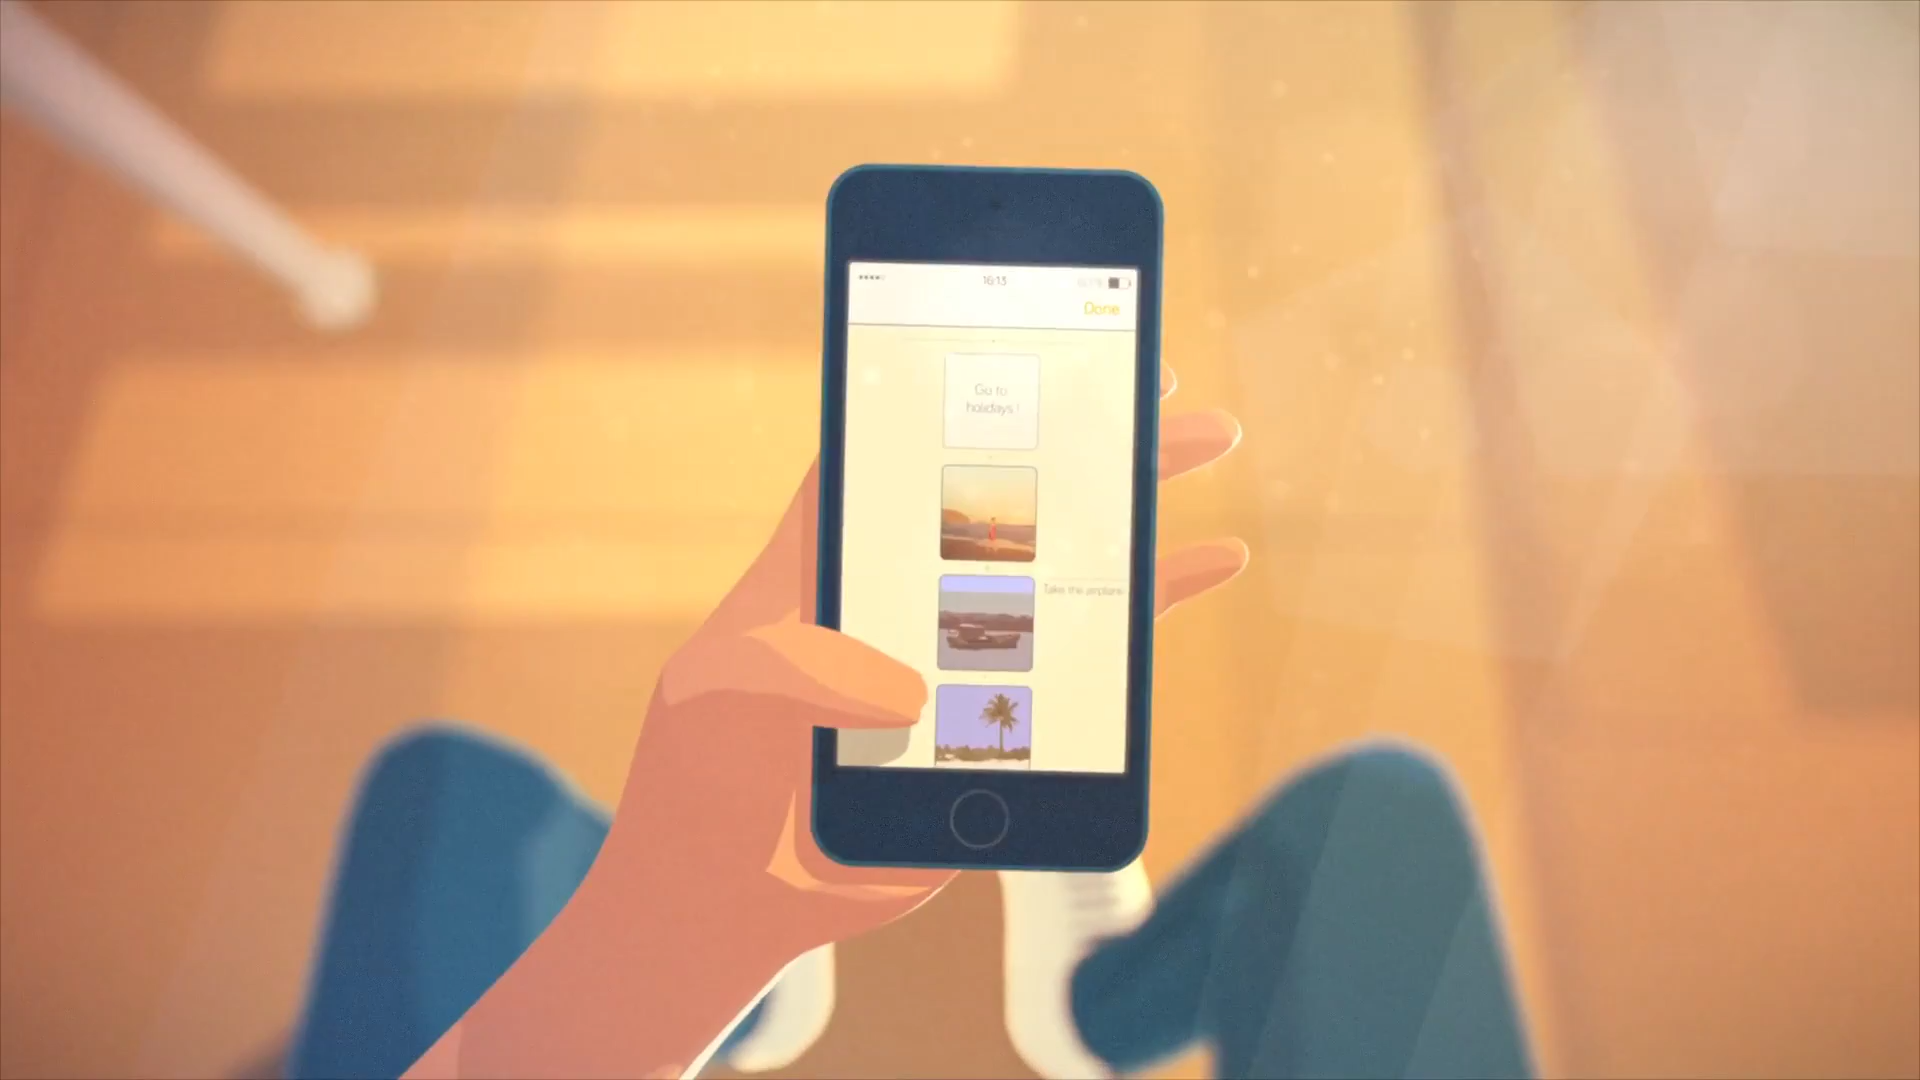 16:13
Done
Go to
holidays !
Take the airplane